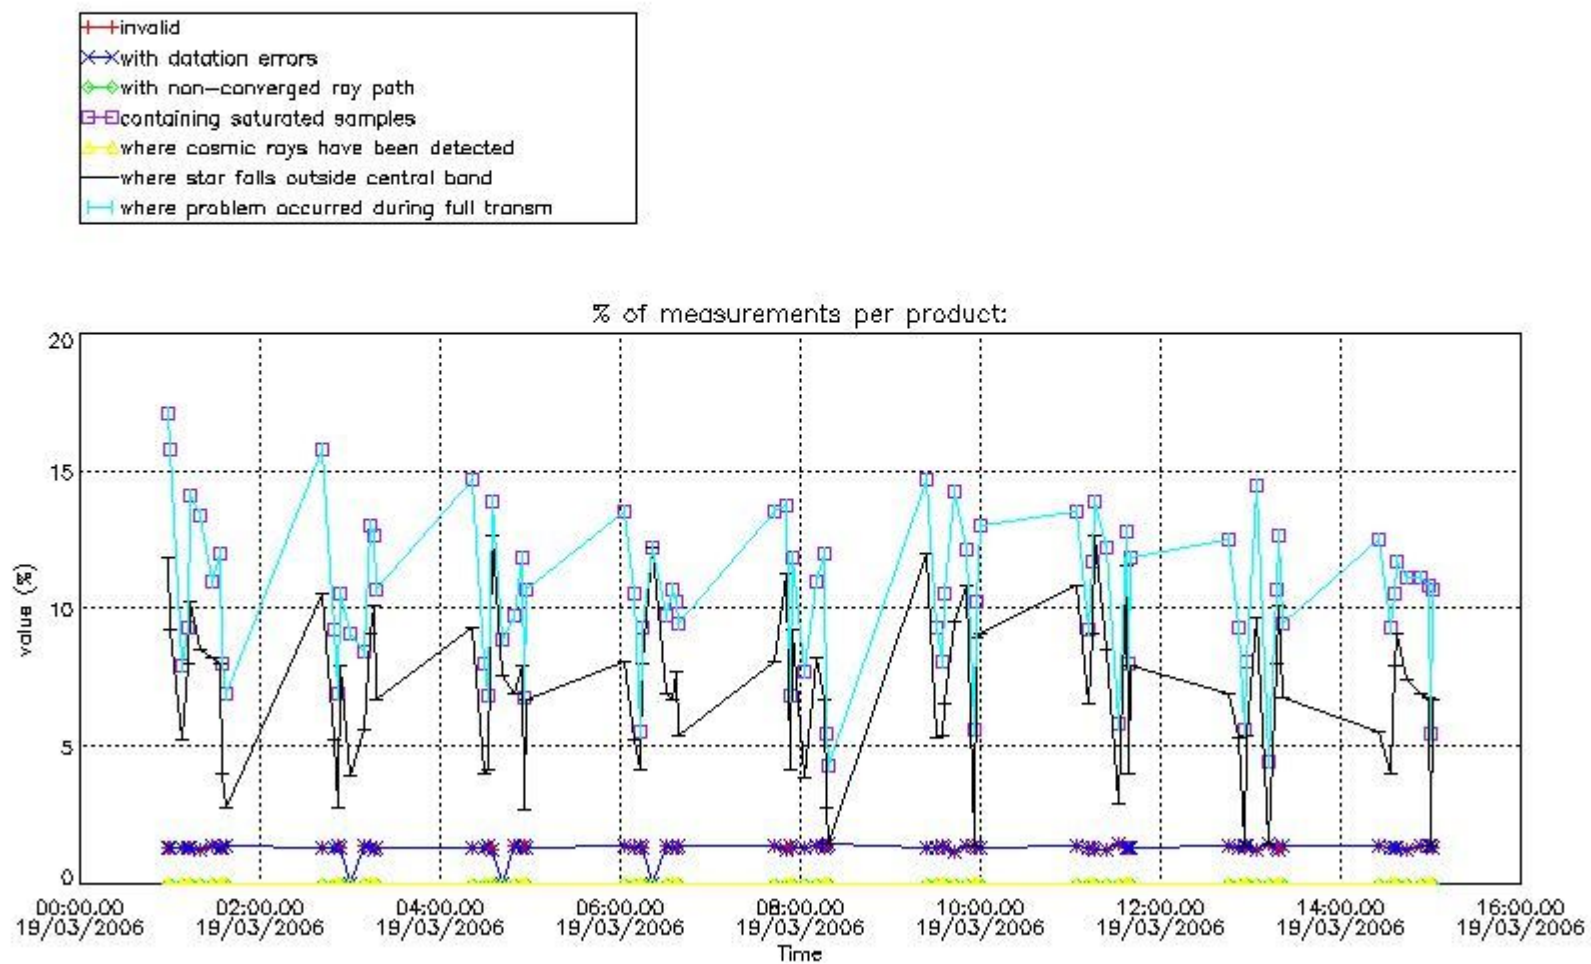 invalid
with datation errors
with non-converged ray path
containing saturated samples
where cosmic rays have been detected
where star falls outside central band
where problem occurred during full transm
% of measurements per product:
20
15
10
5
0
value (%)
00:00.00 02:00.00 04:00.00 06:00.00 08:00.00 10:00.00 12:00.00 14:00.00 16:00.00
19/03/2006 19/03/2006 19/03/2006 19/03/2006 19/03/2006 19/03/2006 19/03/2006 19/03/2006 19/03/2006
Time